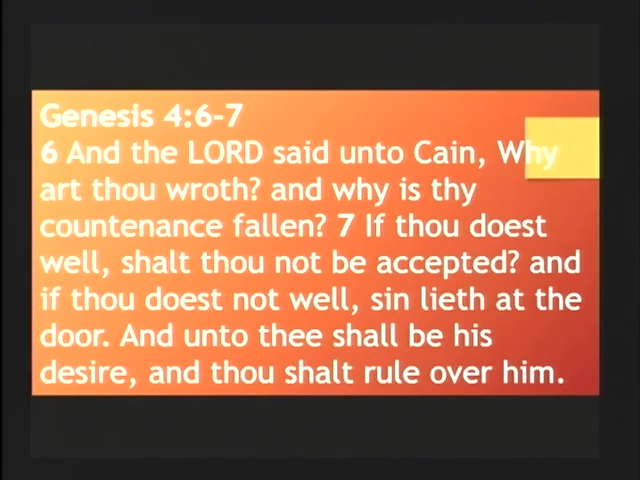 Genesis 4:6-7
6 And the LORD said unto Cain, Why
art thou wroth? and why is thy
countenance fallen? 7 If thou doest
well, shalt thou not be accepted? and
if thou doest not well, sin lieth at the
door. And unto thee shall be his
desire, and thou shalt rule over him.